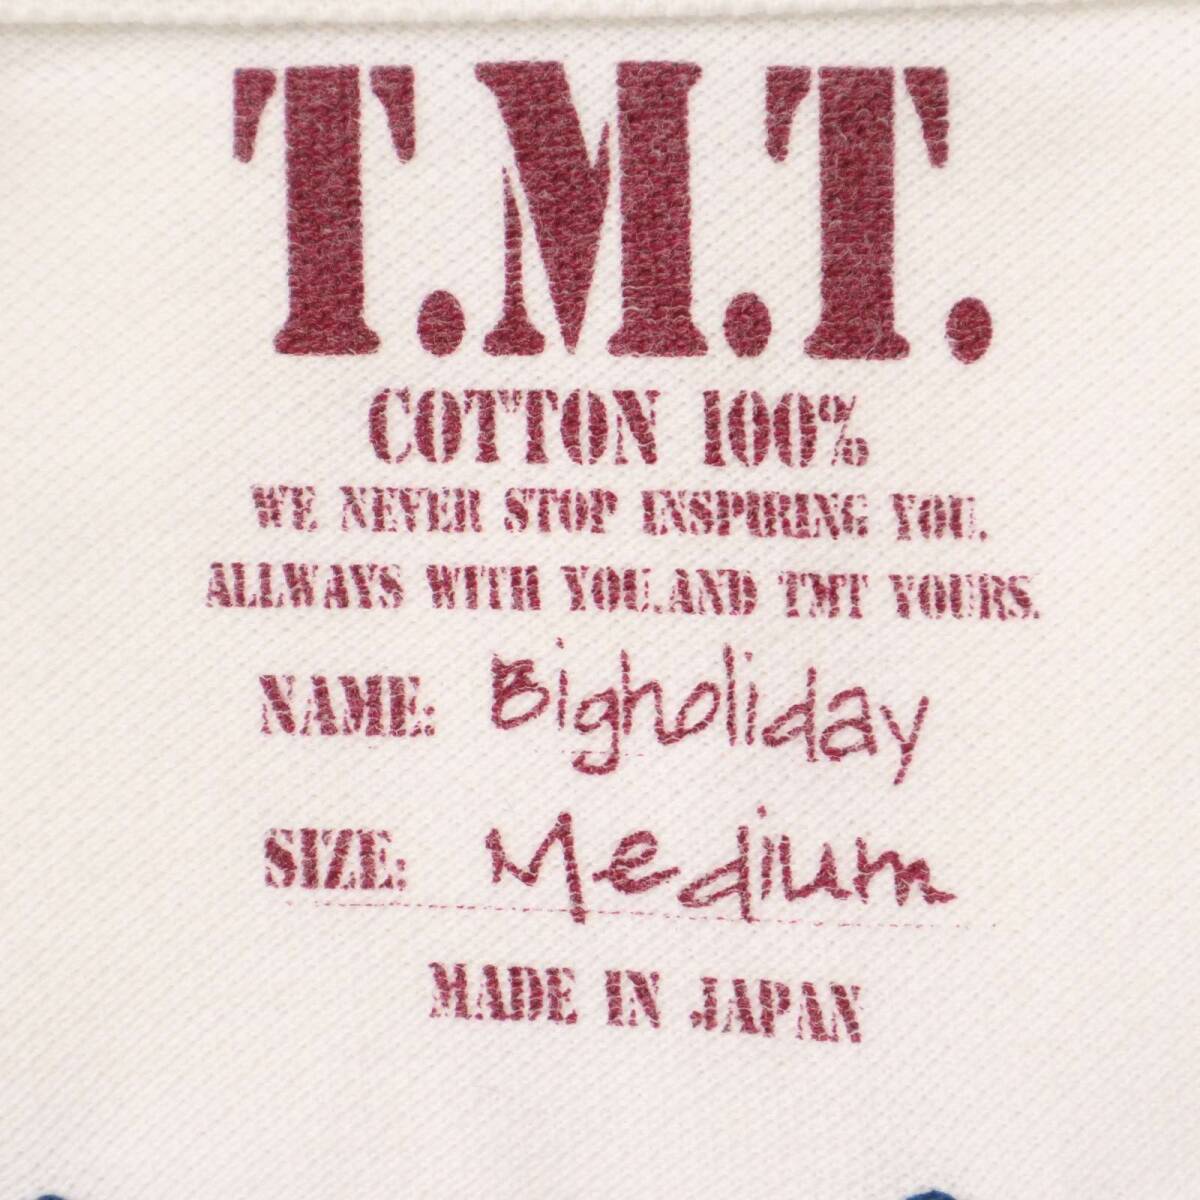 T.M.T.
COTTON 100%
WE NEVER STOP INSPIRING YOU.
ALLWAYS WITH YOU.AND TMT YOURS.
NAME: Bigholiday
SIZE: Medium
MADE IN JAPAN